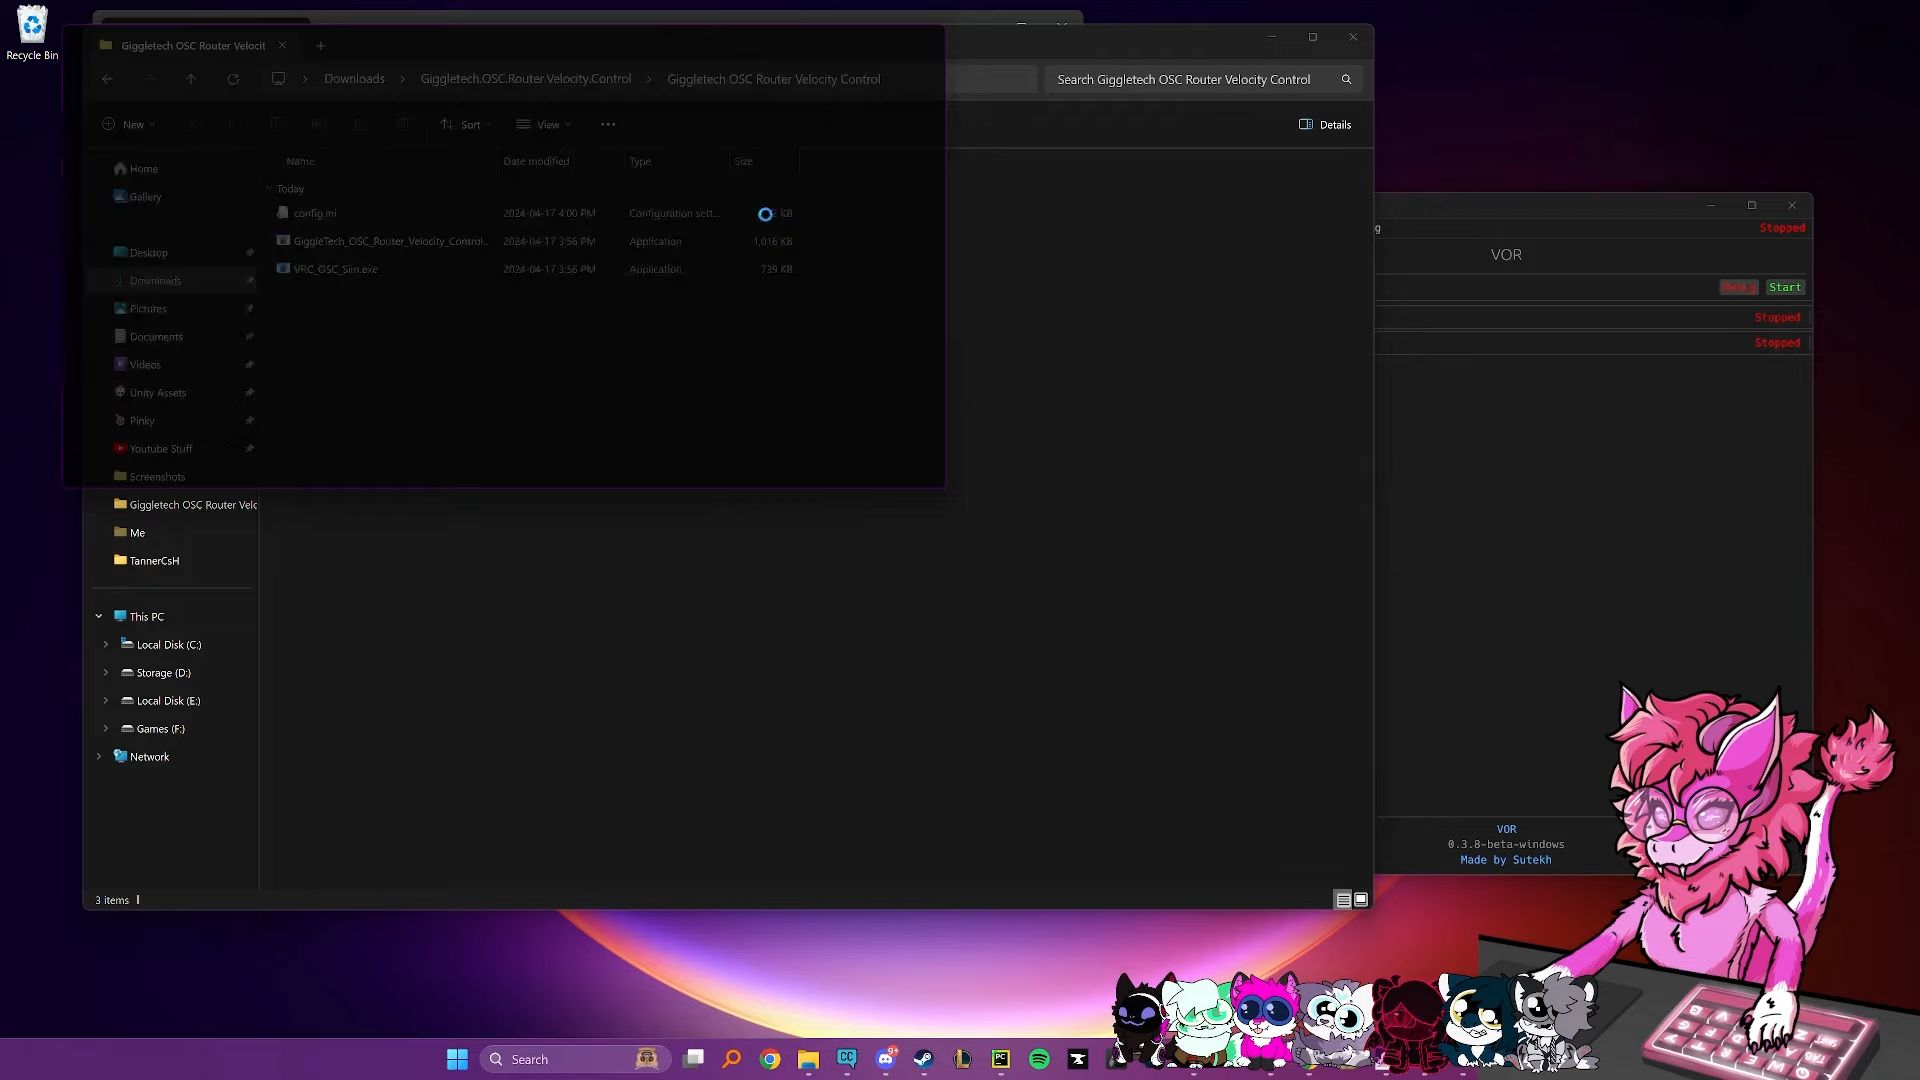 Recycle Bin
Giggletech OSC Router Velocit
Downloads > Giggletech.OSC.Router.Velocity.Control > Giggletech OSC Router Velocity Control
Search Giggletech OSC Router Velocity Control
New
Sort
View
Details
Name Date modified Type Size
Today
config.ini 2024-04-17 4:00 PM Configuration sett... KB
GiggleTech_OSC_Router_Velocity_Control... 2024-04-17 3:56 PM Application 1,016 KB
VRC_GSC_Sim.exe 2024-04-17 3:56 PM Application 739 KB
Home
Gallery
Desktop
Downloads
Pictures
Documents
Videos
Unity Assets
Pinky
Youtube Stuff
Screenshots
Giggletech OSC Router Velo
Me
TannerCsH
This PC
Local Disk (C:)
Storage (D:)
Local Disk (E:)
Games (F:)
Network
3 items
g Stopped
VOR
Start
Stopped
Stopped
VOR
0.3.8-beta-windows
Made by Sutekh
Search